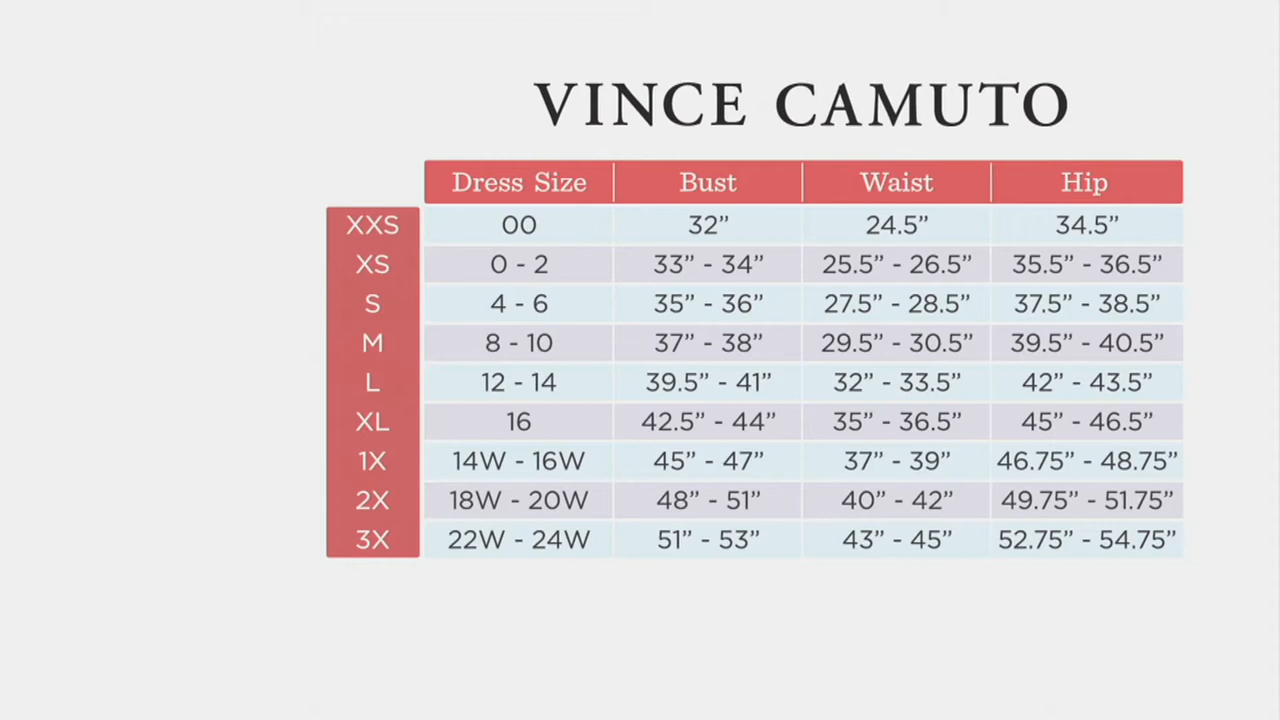 VINCE CAMUTO
Dress Size Bust Waist Hip
XXS 00 32” 24.5” 34.5”
XS 0 - 2 33” - 34” 25.5” - 26.5” 35.5” - 36.5”
S 4 - 6 35” - 36” 27.5” - 28.5” 37.5” - 38.5”
M 8 - 10 37” - 38” 29.5” - 30.5” 39.5” - 40.5”
L 12 - 14 39.5” - 41” 32” - 33.5” 42” - 43.5”
XL 16 42.5” - 44” 35” - 36.5” 45” - 46.5”
1X 14W - 16W 45” - 47” 37” - 39” 46.75” - 48.75”
2X 18W - 20W 48” - 51” 40” - 42” 49.75” - 51.75”
3X 22W - 24W 51” - 53” 43” - 45” 52.75” - 54.75”